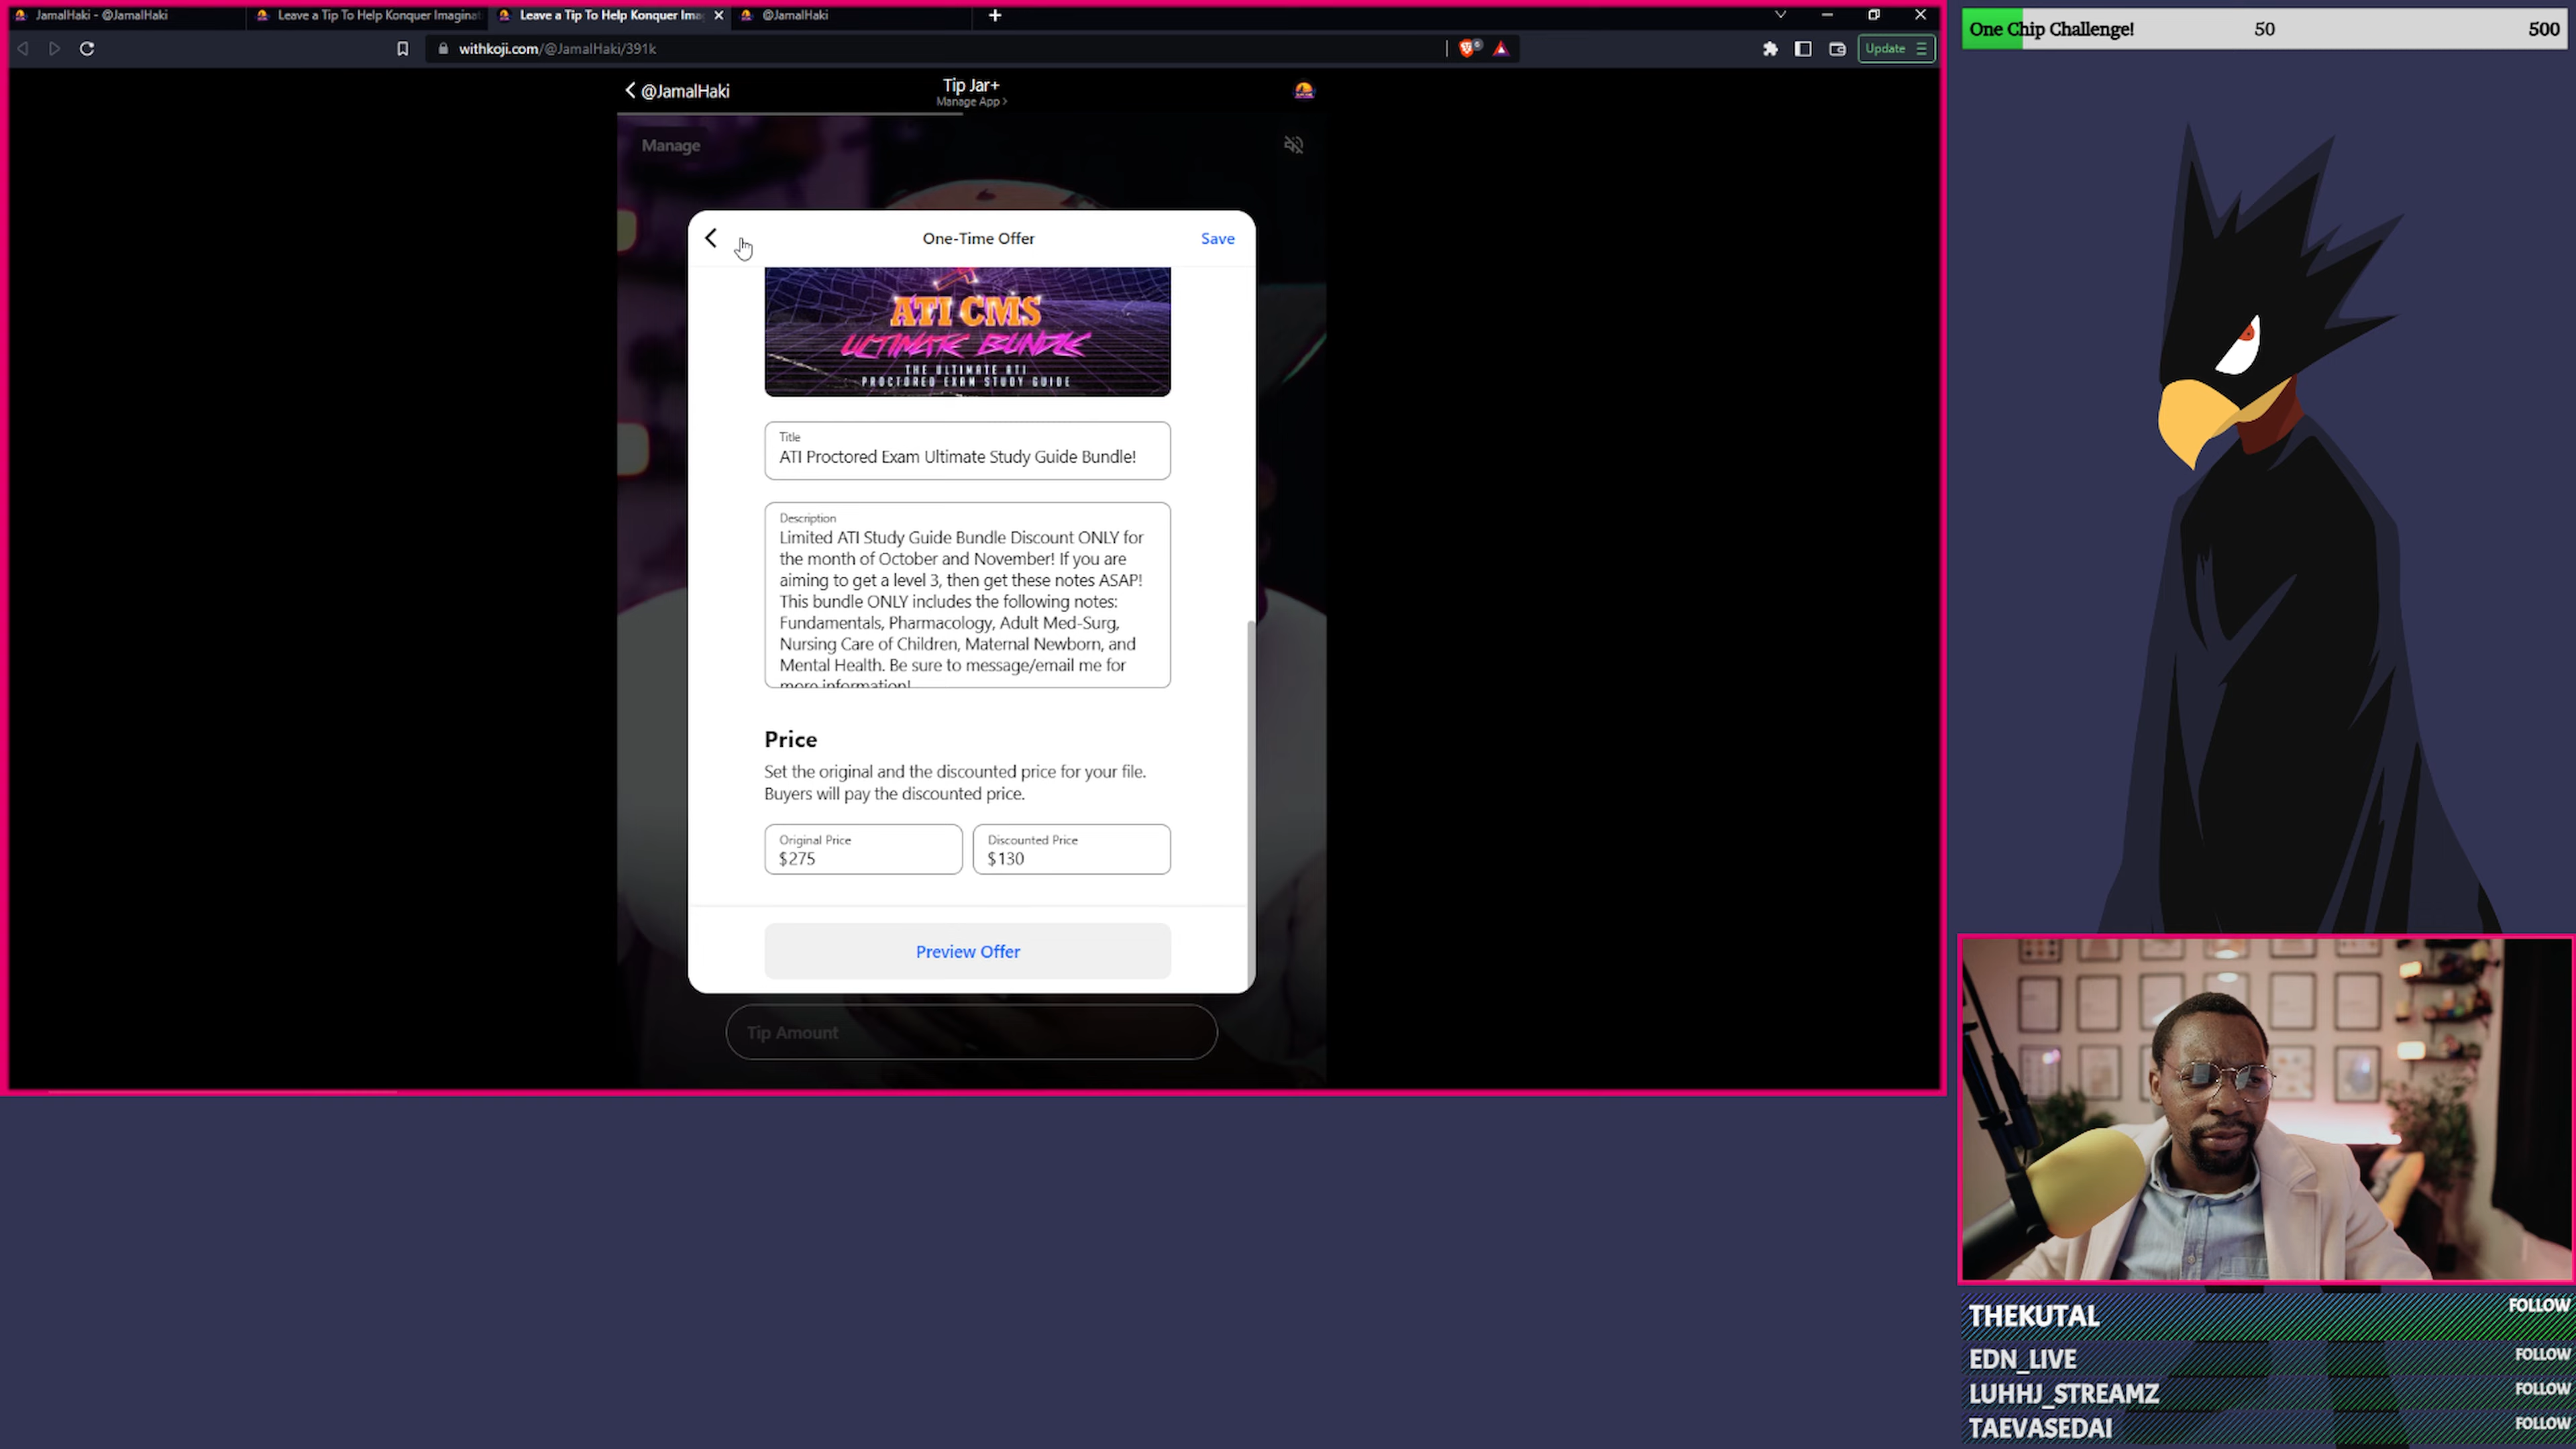 JamalHaki - @JamalHaki
Leave a Tip To Help Konquer Imaginat
Leave a Tip To Help Konquer Ima
@JamalHaki
withkoji.com/@JamalHaki/391k
6
Update
@JamalHaki
Tip Jar+
Manage App
Manage
One-Time Offer
Save
ATI CMS
ULTIMATE BUNDLE
THE ULTIMATE ATI
PROCTORED EXAM STUDY GUIDE
Title
ATI Proctored Exam Ultimate Study Guide Bundle!
Description
Limited ATI Study Guide Bundle Discount ONLY for
the month of October and November! If you are
aiming to get a level 3, then get these notes ASAP!
This bundle ONLY includes the following notes:
Fundamentals, Pharmacology, Adult Med-Surg,
Nursing Care of Children, Maternal Newborn, and
Mental Health. Be sure to message/email me for
more information!
Price
Set the original and the discounted price for your file.
Buyers will pay the discounted price.
Original Price
$275
Discounted Price
$130
Preview Offer
Tip Amount
One Chip Challenge! 50 500
THEKUTAL FOLLOW
EDN_LIVE FOLLOW
LUHHJ_STREAMZ FOLLOW
TAEVASEDAI FOLLOW